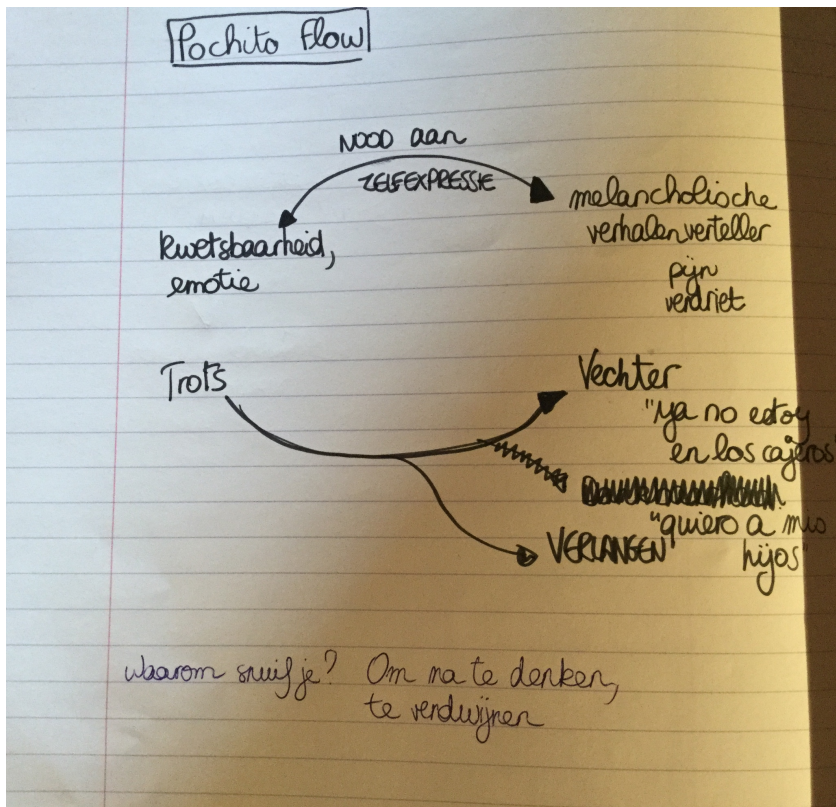 Pochito Flow
NOOD aan
ZELFEXPRESSIE
melancholische
verhalenverteller
pijn
verdriet
kwetsbaarheid,
emotie
Trots
Vechter
"ya no estoy
en los cajeros"
"quiero a mis
hijos"
VERLANGEN
waarom snuif je? Om na te denken,
te verdwijnen